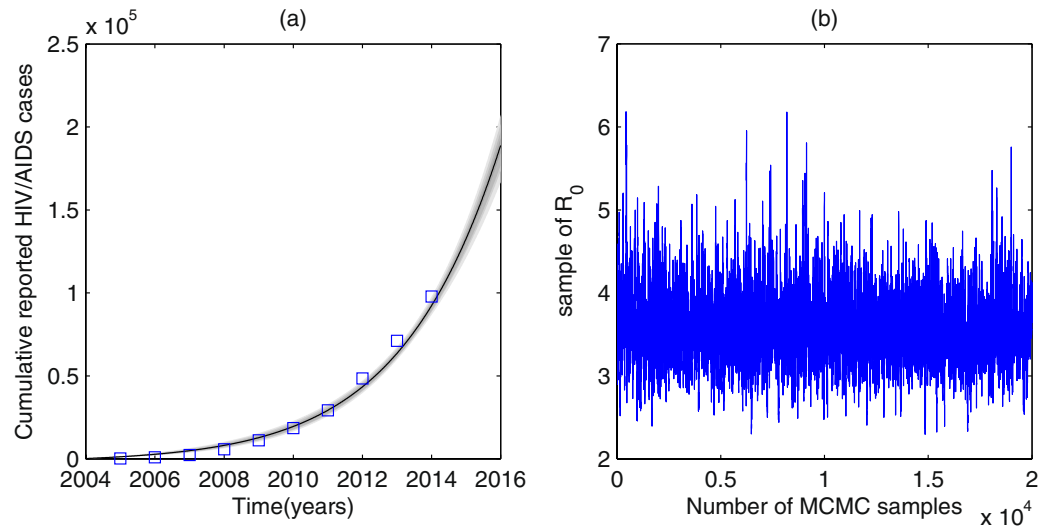 (a)
x 10^5
2.5
2
1.5
1
0.5
0
2004 2006 2008 2010 2012 2014 2016
Time(years)
Cumulative reported HIV/AIDS cases
(b)
7
6
5
4
3
2
0 0.5 1 1.5 2
x 10^4
Number of MCMC samples
sample of R_0